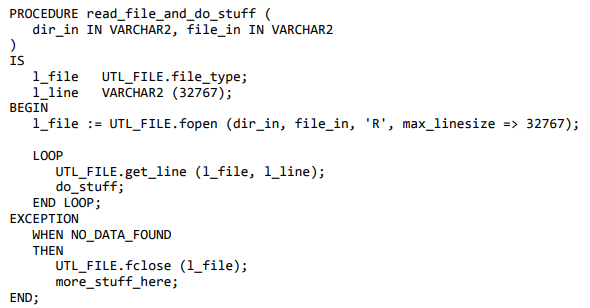 PROCEDURE read_file_and_do_stuff (
   dir_in IN VARCHAR2, file_in IN VARCHAR2
)
IS
   l_file   UTL_FILE.file_type;
   l_line   VARCHAR2 (32767);
BEGIN
   l_file := UTL_FILE.fopen (dir_in, file_in, 'R', max_linesize => 32767);

   LOOP
      UTL_FILE.get_line (l_file, l_line);
      do_stuff;
   END LOOP;
EXCEPTION
   WHEN NO_DATA_FOUND
   THEN
      UTL_FILE.fclose (l_file);
      more_stuff_here;
END;